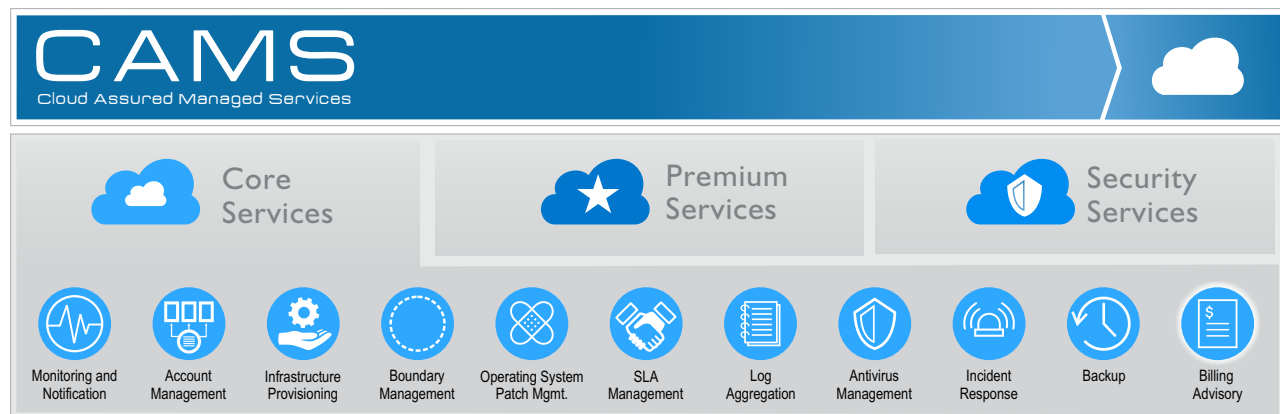 CAMS
Cloud Assured Managed Services
Core
Services
Premium
Services
Security
Services
Monitoring and
Notification
Account
Management
Infrastructure
Provisioning
Boundary
Management
Operating System
Patch Mgmt.
SLA
Management
Log
Aggregation
Antivirus
Management
Incident
Response
Backup
$
Billing
Advisory